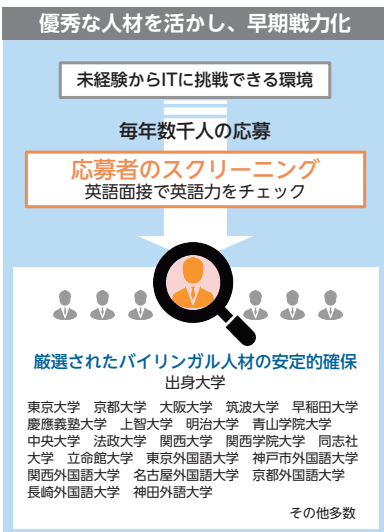 優秀な人材を活かし、早期戦力化
未経験からITに挑戦できる環境
毎年数千人の応募
応募者のスクリーニング
英語面接で英語力をチェック
厳選されたバイリンガル人材の安定的確保
出身大学
東京大学 京都大学 大阪大学 筑波大学 早稲田大学
慶應義塾大学 上智大学 明治大学 青山学院大学
中央大学 法政大学 関西大学 関西学院大学 同志社
大学 立命館大学 東京外国語大学 神戸市外国語大学
関西外国語大学 名古屋外国語大学 京都外国語大学
長崎外国語大学 神田外語大学
その他多数